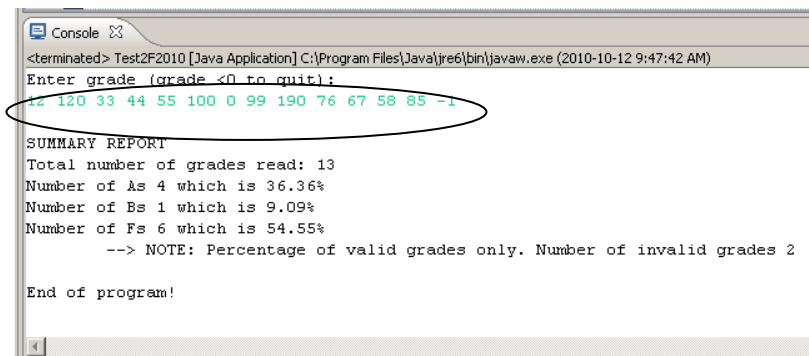 Console
<terminated> Test2F2010 [Java Application] C:\Program Files\Java\jre6\bin\javaw.exe (2010-10-12 9:47:42 AM)
Enter grade (grade <0 to quit):
12 120 33 44 55 100 0 99 190 76 67 58 85 -1
SUMMARY REPORT
Total number of grades read: 13
Number of As 4 which is 36.36%
Number of Bs 1 which is 9.09%
Number of Fs 6 which is 54.55%
--> NOTE: Percentage of valid grades only. Number of invalid grades 2
End of program!